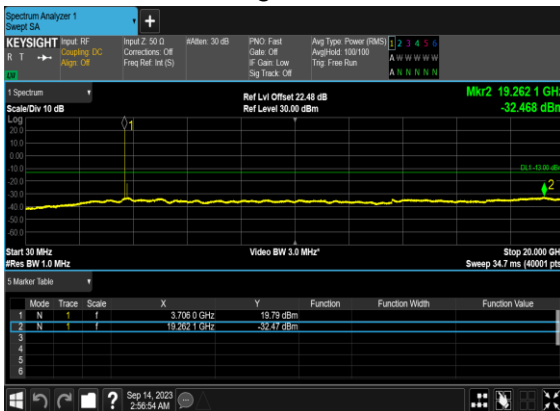 Spectrum Analyzer 1
Swept SA
+
KEYSIGHT Input: RF Input Z: 50 Ω #Atten: 30 dB PNO: Fast Avg Type: Power (RMS) 1 2 3 4 5 6
R T Coupling: DC Corrections: Off Gate: Off Avg|Hold: 100/100 A W W W W W
Align: Off Freq Ref: Int (S) IF Gain: Low Trig: Free Run
Sig Track: Off A N N N N N
1 Spectrum Ref Lvl Offset 22.48 dB Mkr2 19.262 1 GHz
Scale/Div 10 dB Ref Level 30.00 dBm -32.468 dBm
Log
1
20.0
10.0
0.00
-10.0 DL1 -13.00 dBm
-20.0
-30.0 2
-40.0
-50.0
-60.0
Start 30 MHz Video BW 3.0 MHz* Stop 20.000 GH
#Res BW 1.0 MHz Sweep 34.7 ms (40001 pts
5 Marker Table
Mode Trace Scale X Y Function Function Width Function Value
1 N 1 f 3.706 0 GHz 19.79 dBm
2 N 1 f 19.262 1 GHz -32.47 dBm
3
4
5
6
? Sep 14, 2023
2:56:54 AM